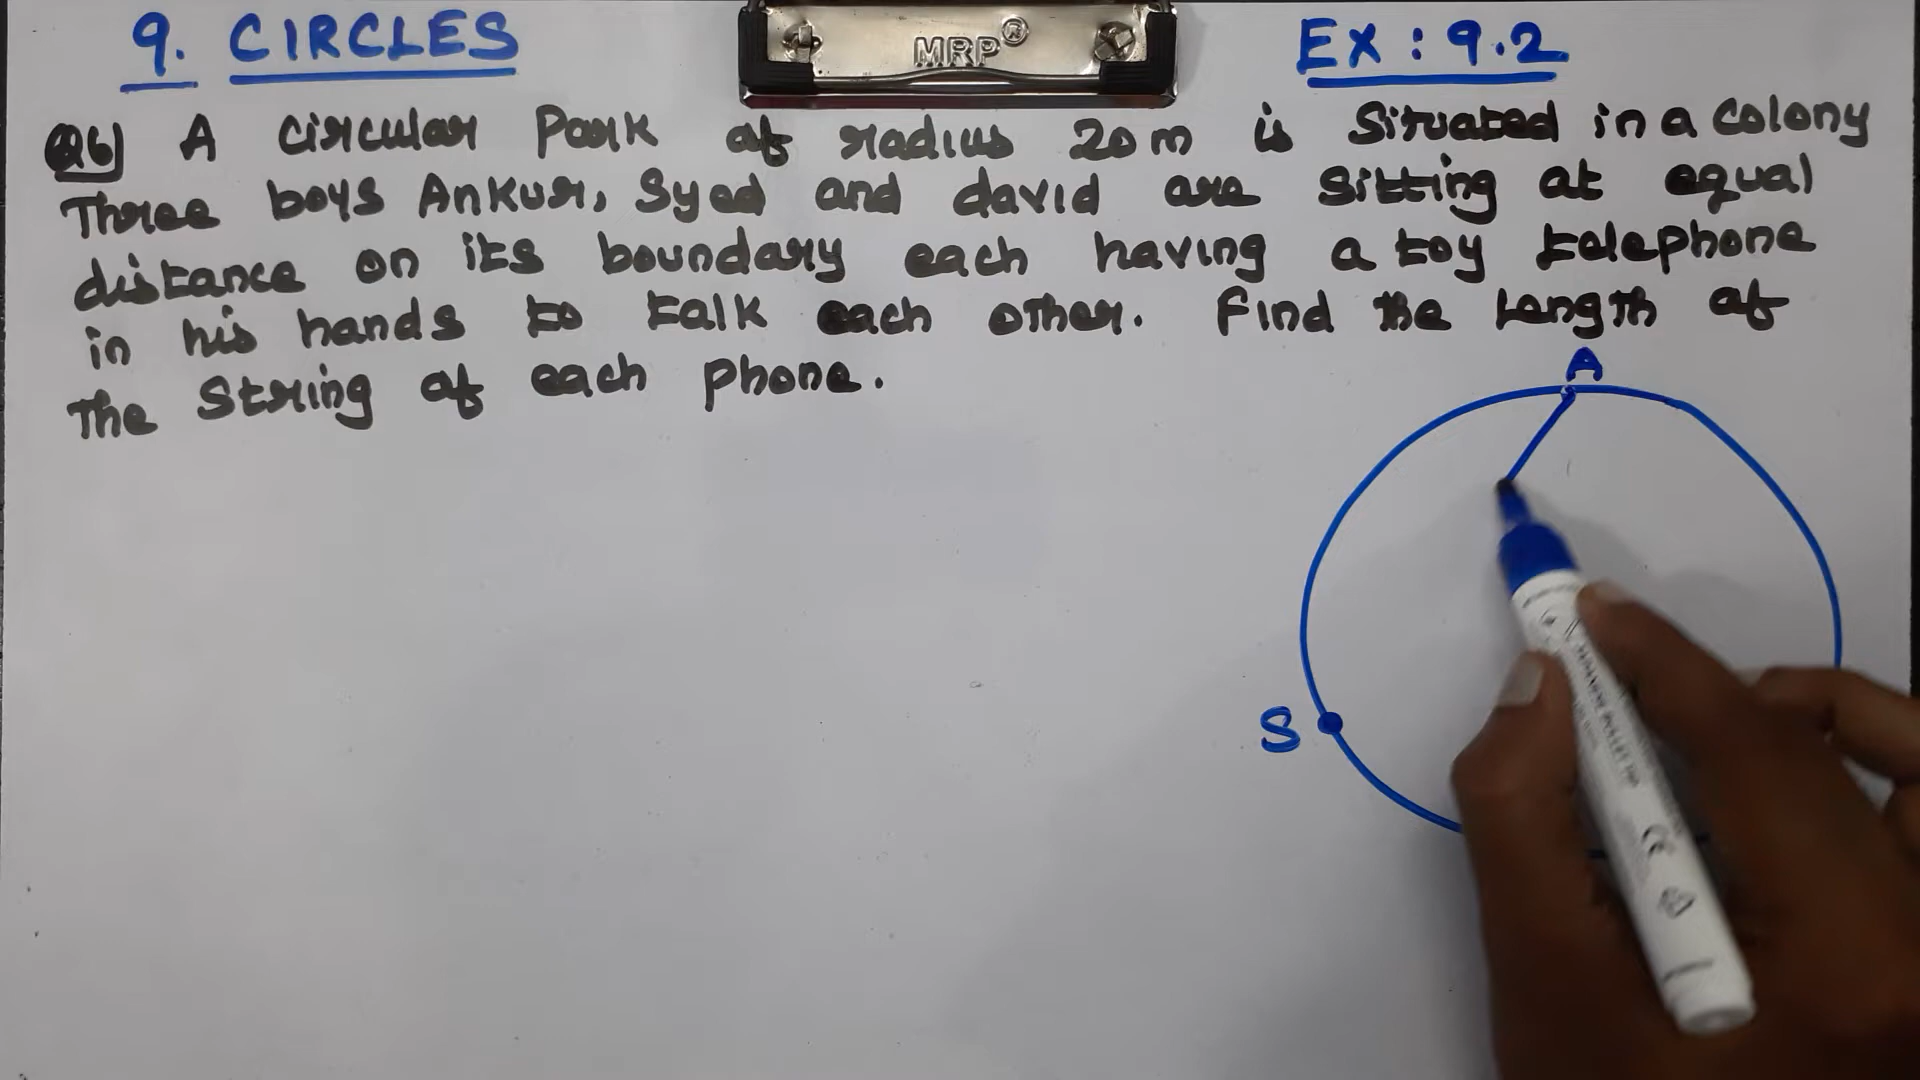 9. CIRCLES
MRP®
EX : 9.2
Q6) A circular Park of radius 20 m is situated in a colony
Three boys Ankur, Syed and david are sitting at equal
distance on its boundary each having a toy telephone
in his hands to talk each other. Find the Length of
The String of each phone.
A
S